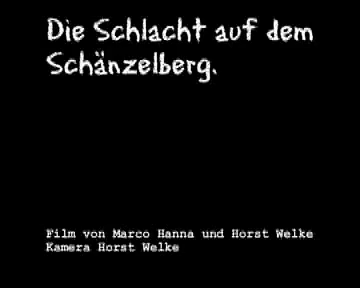 Die Schlacht auf dem
Schänzelberg.
Film von Marco Hanna und Horst Welke
Kamera Horst Welke